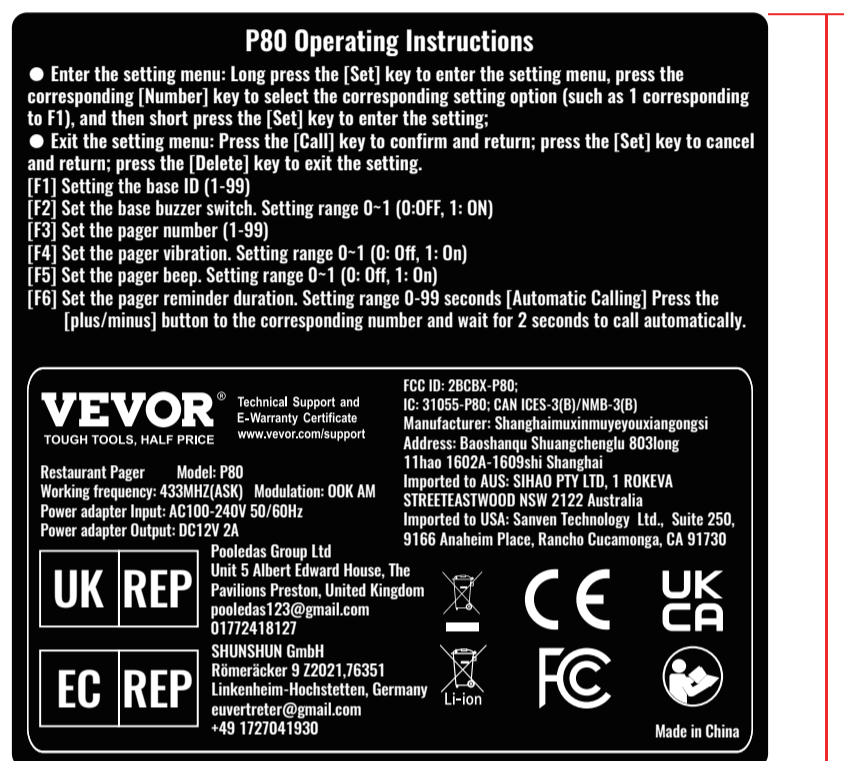 P80 Operating Instructions
● Enter the setting menu: Long press the [Set] key to enter the setting menu, press the
corresponding [Number] key to select the corresponding setting option (such as 1 corresponding
to F1), and then short press the [Set] key to enter the setting;
● Exit the setting menu: Press the [Call] key to confirm and return; press the [Set] key to cancel
and return; press the [Delete] key to exit the setting.
[F1] Setting the base ID (1-99)
[F2] Set the base buzzer switch. Setting range 0~1 (0:OFF, 1: ON)
[F3] Set the pager number (1-99)
[F4] Set the pager vibration. Setting range 0~1 (0: Off, 1: On)
[F5] Set the pager beep. Setting range 0~1 (0: Off, 1: On)
[F6] Set the pager reminder duration. Setting range 0-99 seconds [Automatic Calling] Press the
[plus/minus] button to the corresponding number and wait for 2 seconds to call automatically.
VEVOR®
TOUGH TOOLS, HALF PRICE
Technical Support and
E-Warranty Certificate
www.vevor.com/support
Restaurant Pager Model: P80
Working frequency: 433MHZ(ASK) Modulation: OOK AM
Power adapter Input: AC100-240V 50/60Hz
Power adapter Output: DC12V 2A
FCC ID: 2BCBX-P80;
IC: 31055-P80; CAN ICES-3(B)/NMB-3(B)
Manufacturer: Shanghaimuxinmuyeyouxiangongsi
Address: Baoshanqu Shuangchenglu 803long
11hao 1602A-1609shi Shanghai
Imported to AUS: SIHAO PTY LTD, 1 ROKEVA
STREETEASTWOOD NSW 2122 Australia
Imported to USA: Sanven Technology Ltd., Suite 250,
9166 Anaheim Place, Rancho Cucamonga, CA 91730
UK REP
Pooledas Group Ltd
Unit 5 Albert Edward House, The
Pavilions Preston, United Kingdom
pooledas123@gmail.com
01772418127
EC REP
SHUNSHUN GmbH
Römeräcker 9 Z2021,76351
Linkenheim-Hochstetten, Germany
euvertreter@gmail.com
+49 1727041930
CE
UK
CA
Li-ion
FC
Made in China